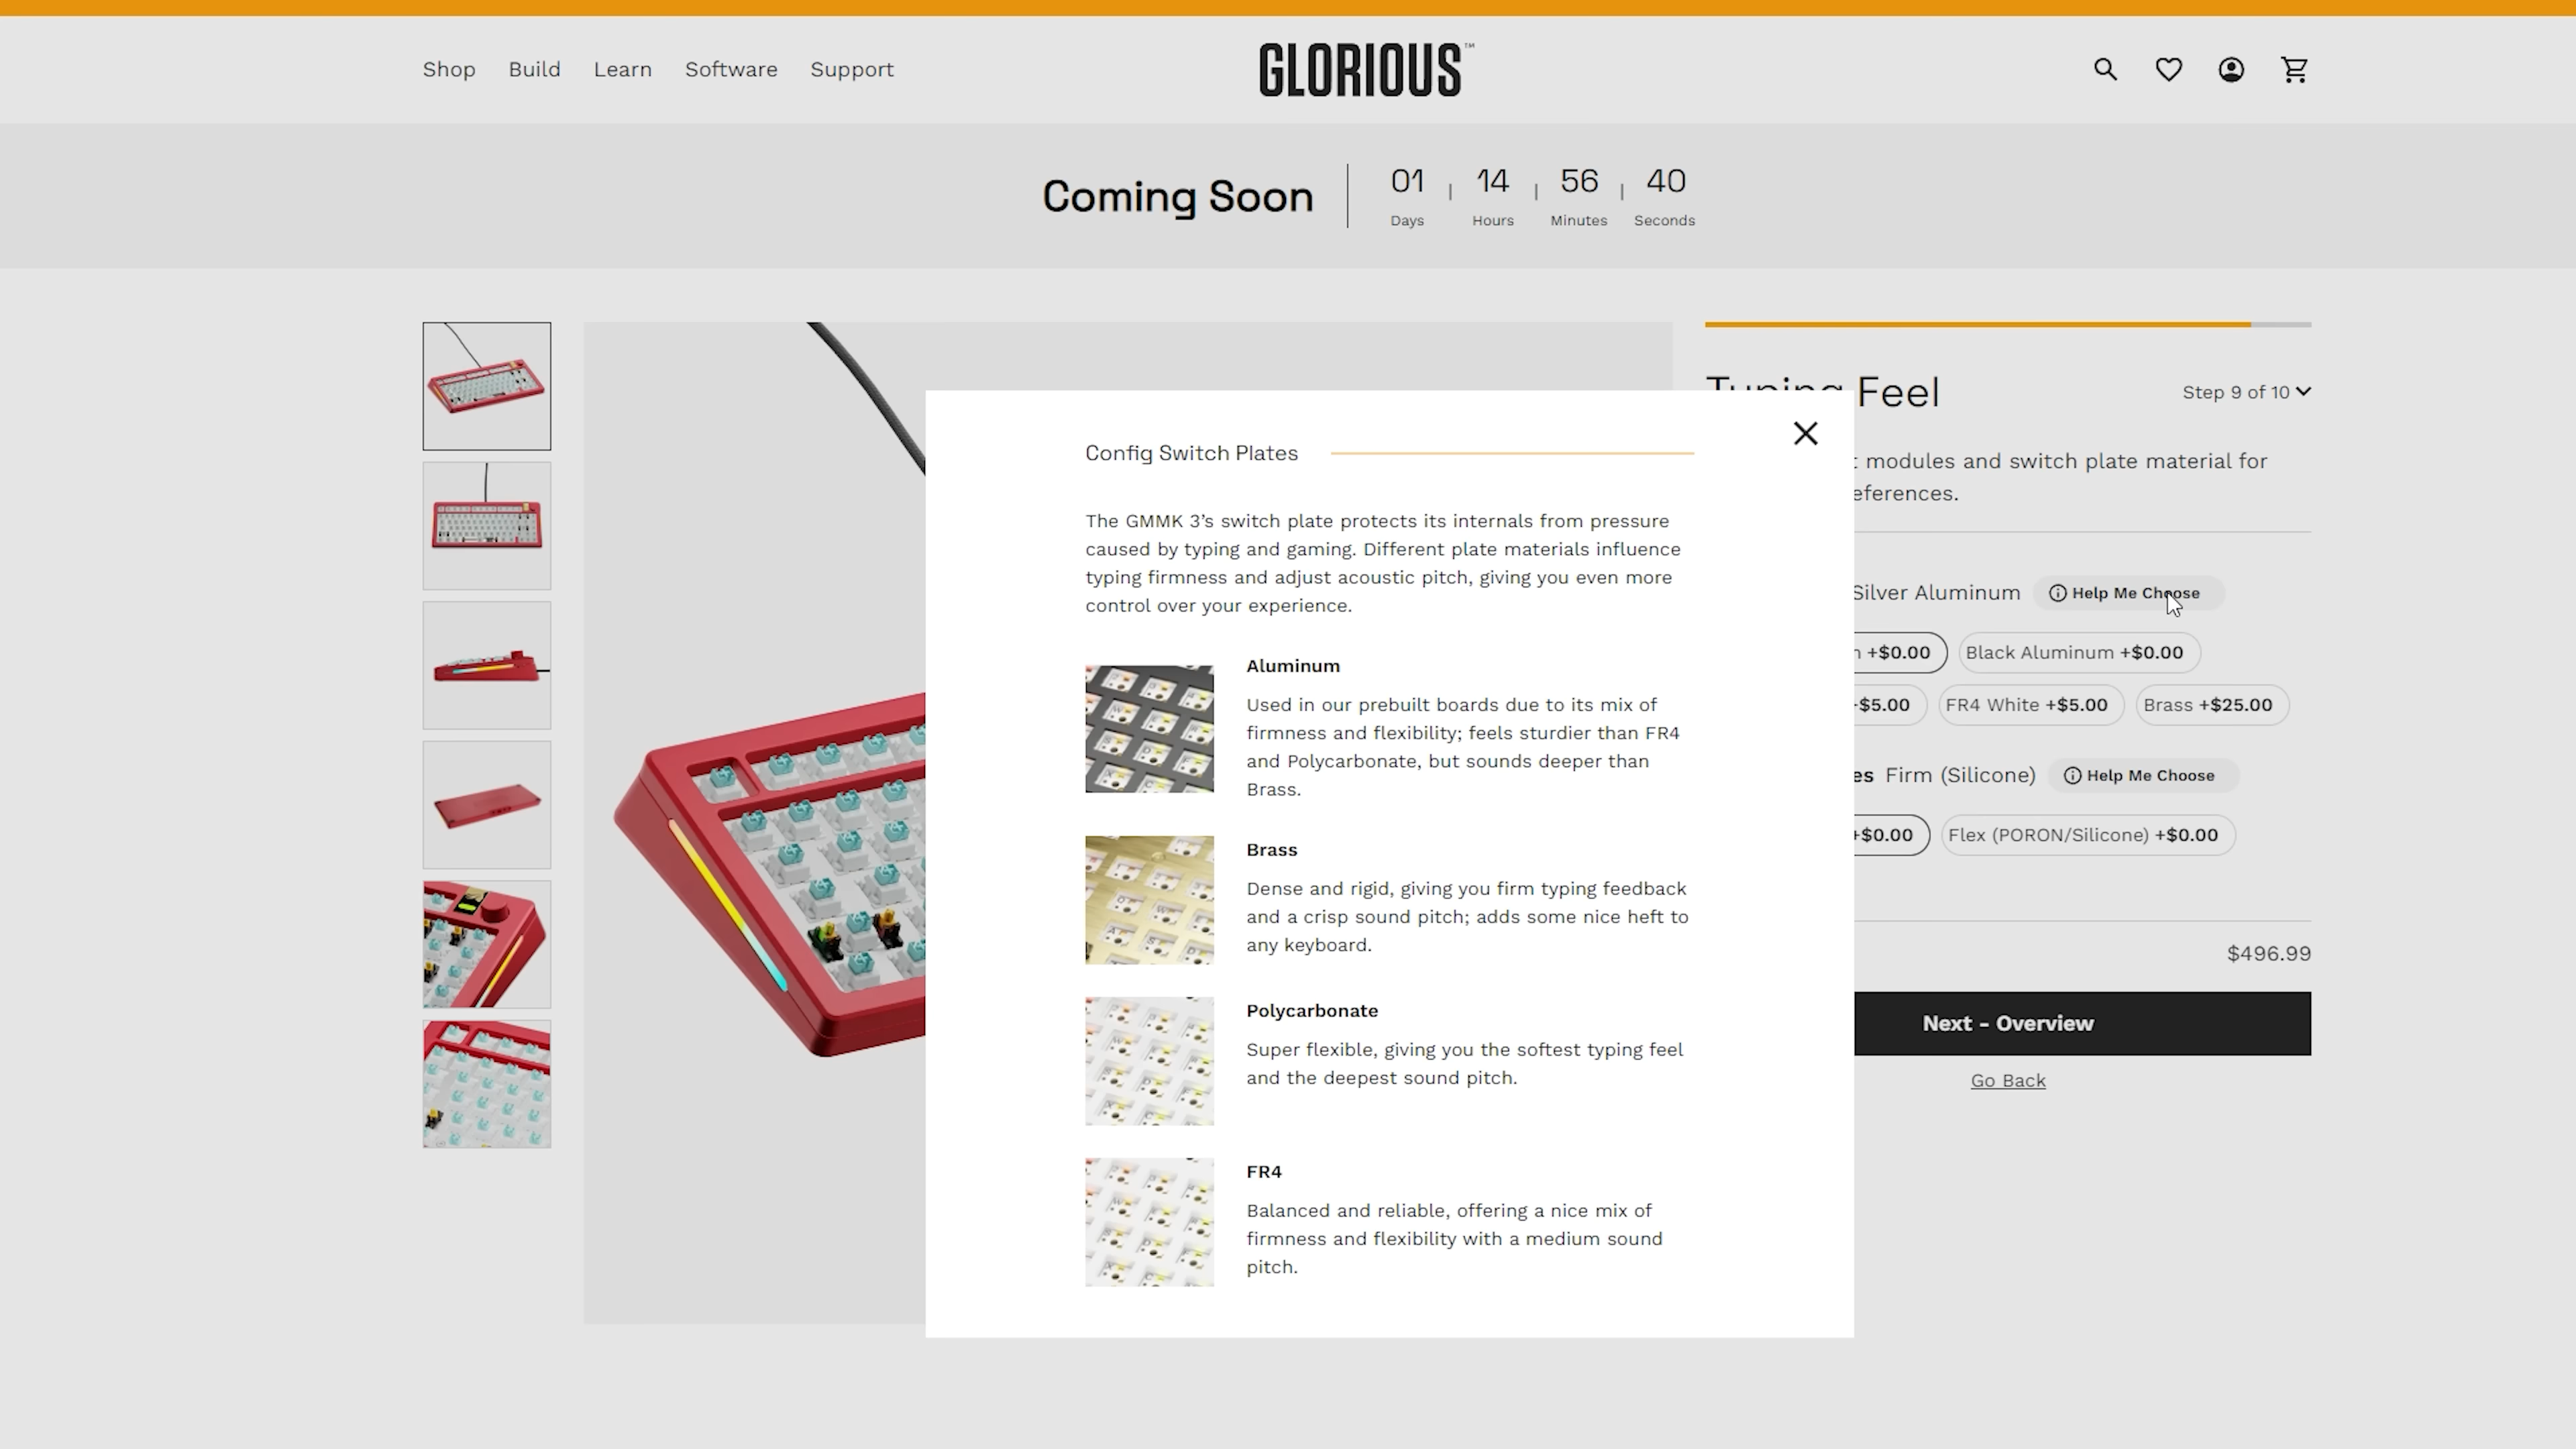 Shop Build Learn Software Support
GLORIOUS™
Coming Soon
01 14 56 40
Days Hours Minutes Seconds
Typing Feel
Step 9 of 10
modules and switch plate material for
Silver Aluminum Help Me Choose
+$0.00 Black Aluminum +$0.00
$5.00 FR4 White +$5.00 Brass +$25.00
Firm (Silicone) Help Me Choose
+$0.00 Flex (PORON/Silicone) +$0.00
$496.99
Next - Overview
Go Back
Config Switch Plates
The GMMK 3’s switch plate protects its internals from pressure
caused by typing and gaming. Different plate materials influence
typing firmness and adjust acoustic pitch, giving you even more
control over your experience.
Aluminum
Used in our prebuilt boards due to its mix of
firmness and flexibility; feels sturdier than FR4
and Polycarbonate, but sounds deeper than
Brass.
Brass
Dense and rigid, giving you firm typing feedback
and a crisp sound pitch; adds some nice heft to
any keyboard.
Polycarbonate
Super flexible, giving you the softest typing feel
and the deepest sound pitch.
FR4
Balanced and reliable, offering a nice mix of
firmness and flexibility with a medium sound
pitch.